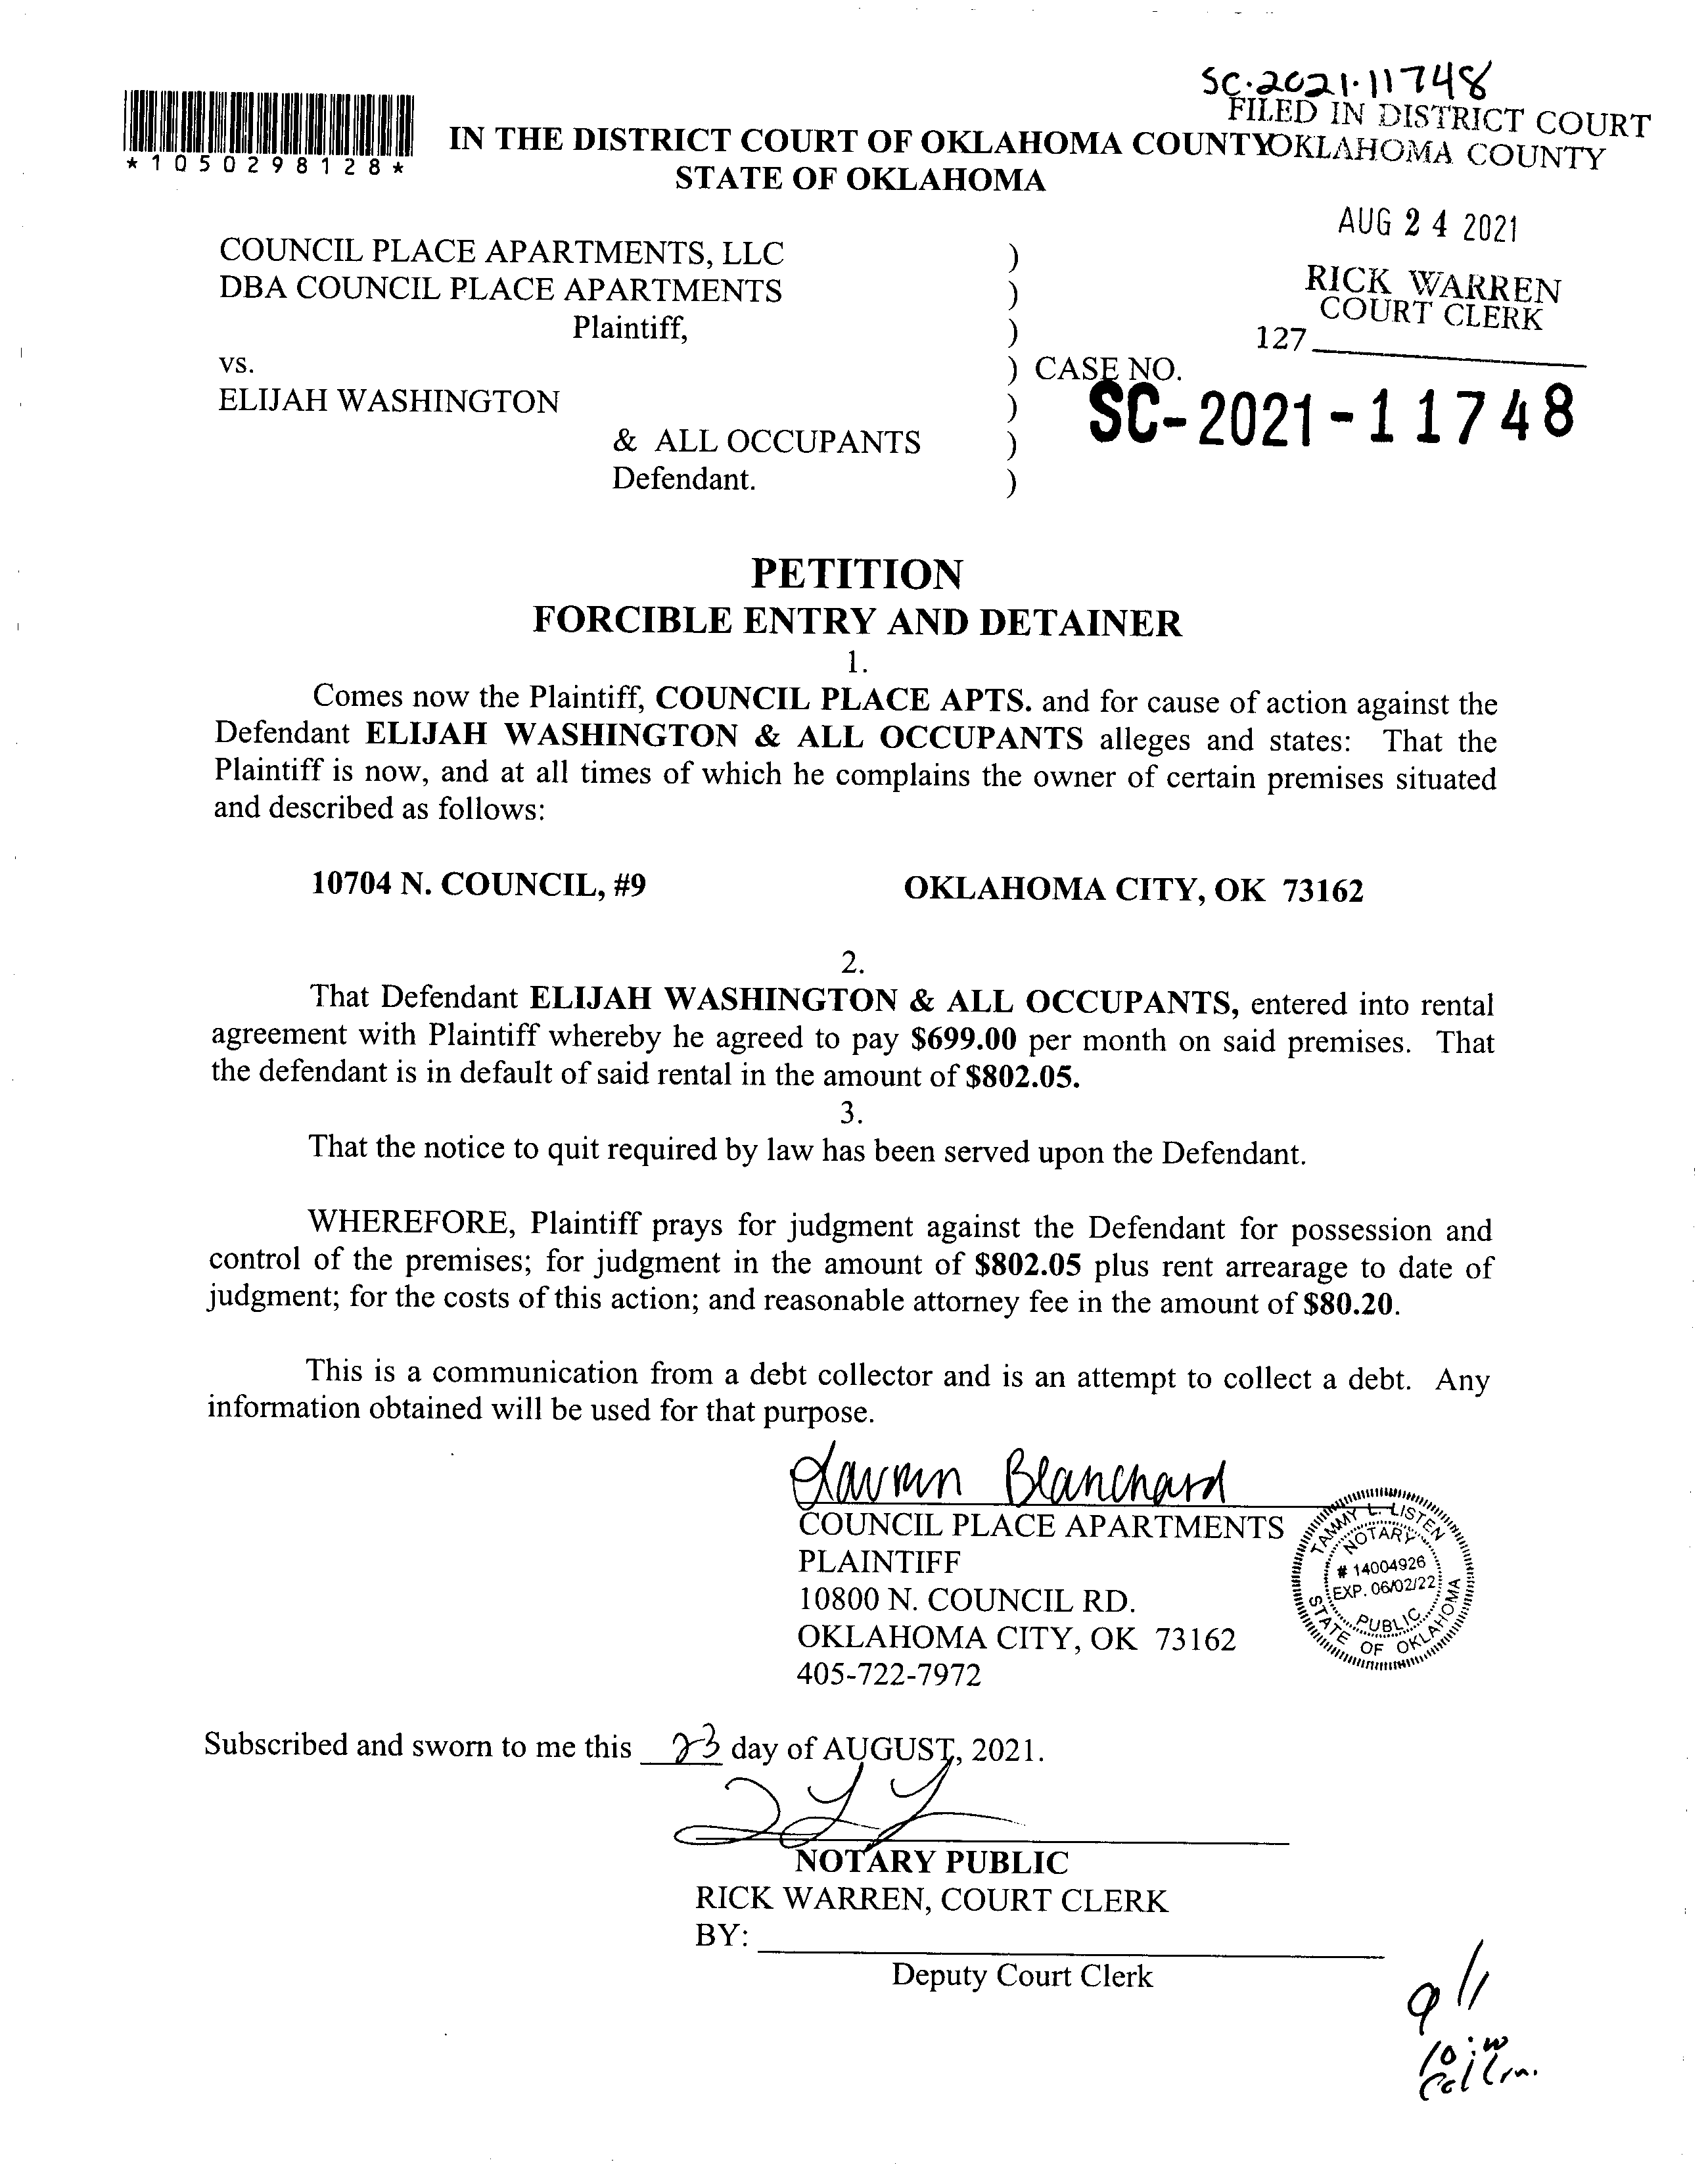 SC-2021-11748
FILED IN DISTRICT COURT
OKLAHOMA COUNTY
*1050298128*
IN THE DISTRICT COURT OF OKLAHOMA COUNTY
STATE OF OKLAHOMA
AUG 24 2021
RICK WARREN
COURT CLERK
127
COUNCIL PLACE APARTMENTS, LLC )
DBA COUNCIL PLACE APARTMENTS )
Plaintiff, )
vs. ) CASE NO.
ELIJAH WASHINGTON ) SC-2021-11748
& ALL OCCUPANTS )
Defendant. )
PETITION
FORCIBLE ENTRY AND DETAINER
1.
Comes now the Plaintiff, COUNCIL PLACE APTS. and for cause of action against the
Defendant ELIJAH WASHINGTON & ALL OCCUPANTS alleges and states: That the
Plaintiff is now, and at all times of which he complains the owner of certain premises situated
and described as follows:
10704 N. COUNCIL, #9 OKLAHOMA CITY, OK 73162
2.
That Defendant ELIJAH WASHINGTON & ALL OCCUPANTS, entered into rental
agreement with Plaintiff whereby he agreed to pay $699.00 per month on said premises. That
the defendant is in default of said rental in the amount of $802.05.
3.
That the notice to quit required by law has been served upon the Defendant.
WHEREFORE, Plaintiff prays for judgment against the Defendant for possession and
control of the premises; for judgment in the amount of $802.05 plus rent arrearage to date of
judgment; for the costs of this action; and reasonable attorney fee in the amount of $80.20.
This is a communication from a debt collector and is an attempt to collect a debt. Any
information obtained will be used for that purpose.
Lauren Blanchard
COUNCIL PLACE APARTMENTS
PLAINTIFF
10800 N. COUNCIL RD.
OKLAHOMA CITY, OK 73162
405-722-7972
TAMMY L. LISTEN
NOTARY
# 14004926
EXP. 06/02/22
PUBLIC
STATE OF OKLAHOMA
Subscribed and sworn to me this 23 day of AUGUST, 2021.
NOTARY PUBLIC
RICK WARREN, COURT CLERK
BY:
Deputy Court Clerk
9/1